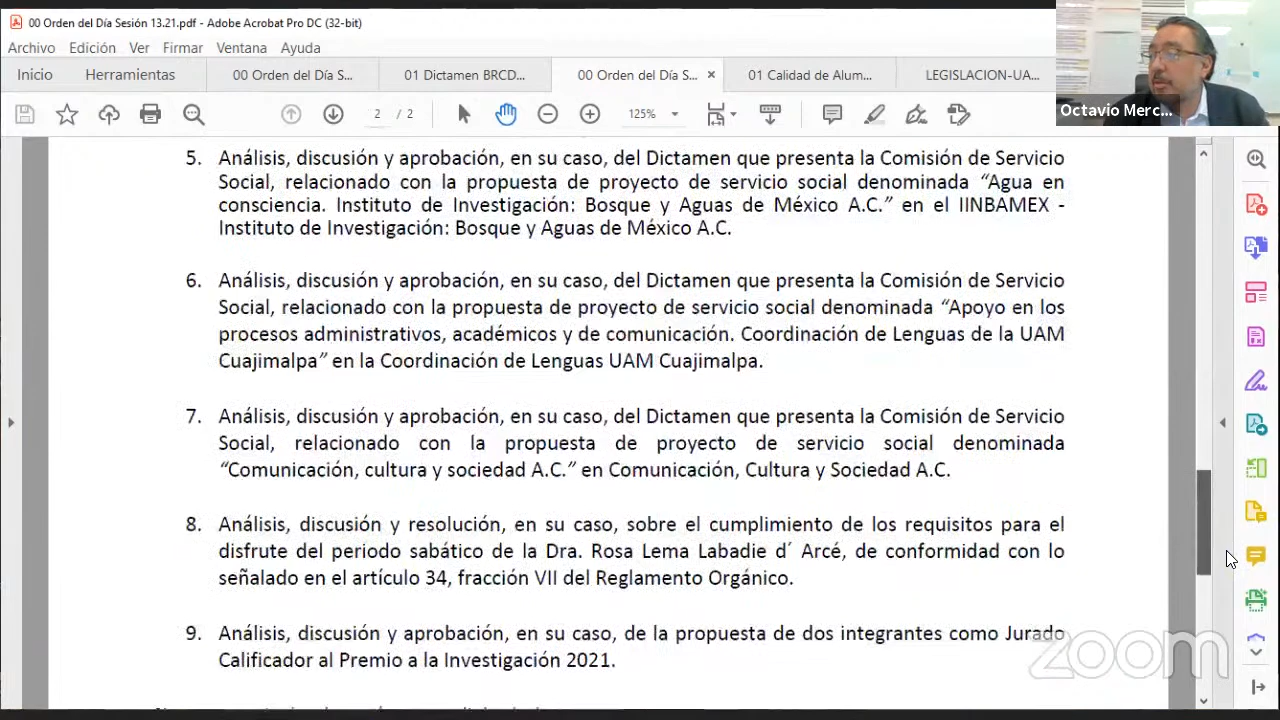 00 Orden del Día Sesión 13.21.pdf - Adobe Acrobat Pro DC (32-bit)
Archivo Edición Ver Firmar Ventana Ayuda
Inicio Herramientas 00 Orden del Día S... 01 Dictamen BRCD... 00 Orden del Día S... × 01 Calidad de Alum... LEGISLACION-UA...
/ 2 125%
Octavio Merc...
5. Análisis, discusión y aprobación, en su caso, del Dictamen que presenta la Comisión de Servicio
Social, relacionado con la propuesta de proyecto de servicio social denominada “Agua en
consciencia. Instituto de Investigación: Bosque y Aguas de México A.C.” en el IINBAMEX -
Instituto de Investigación: Bosque y Aguas de México A.C.
6. Análisis, discusión y aprobación, en su caso, del Dictamen que presenta la Comisión de Servicio
Social, relacionado con la propuesta de proyecto de servicio social denominada “Apoyo en los
procesos administrativos, académicos y de comunicación. Coordinación de Lenguas de la UAM
Cuajimalpa” en la Coordinación de Lenguas UAM Cuajimalpa.
7. Análisis, discusión y aprobación, en su caso, del Dictamen que presenta la Comisión de Servicio
Social, relacionado con la propuesta de proyecto de servicio social denominada
“Comunicación, cultura y sociedad A.C.” en Comunicación, Cultura y Sociedad A.C.
8. Análisis, discusión y resolución, en su caso, sobre el cumplimiento de los requisitos para el
disfrute del periodo sabático de la Dra. Rosa Lema Labadie d´ Arcé, de conformidad con lo
señalado en el artículo 34, fracción VII del Reglamento Orgánico.
9. Análisis, discusión y aprobación, en su caso, de la propuesta de dos integrantes como Jurado
Calificador al Premio a la Investigación 2021.
zoom